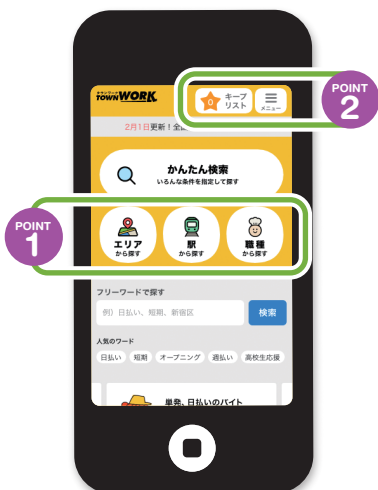 タウンワーク
TOWN WORK
0
キープ
リスト
メニュー
POINT
2
2月1日更新！全
かんたん検索
いろんな条件を指定して探す
POINT
1
エリア
から探す
駅
から探す
職種
から探す
フリーワードで探す
例）日払い、短期、新宿区
検索
人気のワード
日払い 短期 オープニング 週払い 高校生応援
単発、日払いのバイト